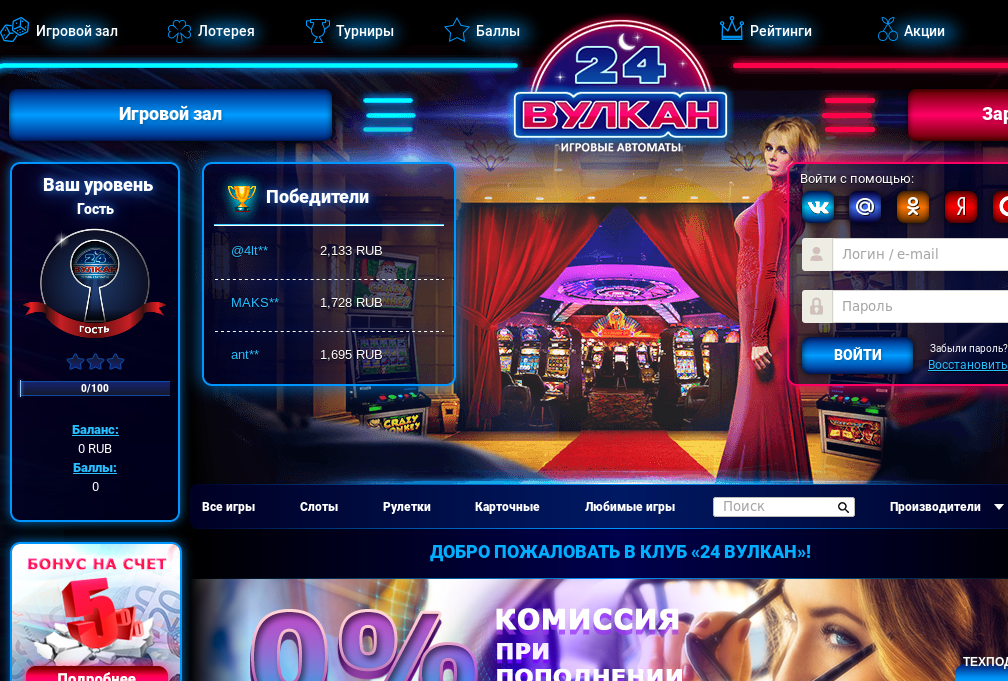 Игровой зал
Лотерея
Турниры
Баллы
Рейтинги
Акции
24
ВУЛКАН
ИГРОВЫЕ АВТОМАТЫ
Игровой зал
Зар
Ваш уровень
Гость
24
ВУЛКАН
ГОСТЬ
0/100
Баланс:
0 RUB
Баллы:
0
Победители
@4lt** 2,133 RUB
MAKS** 1,728 RUB
ant** 1,695 RUB
CRAZY
MONKEY
Войти с помощью:
Я
Логин / e-mail
Пароль
ВОЙТИ
Забыли пароль?
Восстановить
Все игры
Слоты
Рулетки
Карточные
Любимые игры
Поиск
Производители
ДОБРО ПОЖАЛОВАТЬ В КЛУБ «24 ВУЛКАН»!
БОНУС НА СЧЕТ
5%
Подробнее
0%
КОМИССИЯ
ПРИ
ПОПОЛНЕНИИ
ТЕХПОД